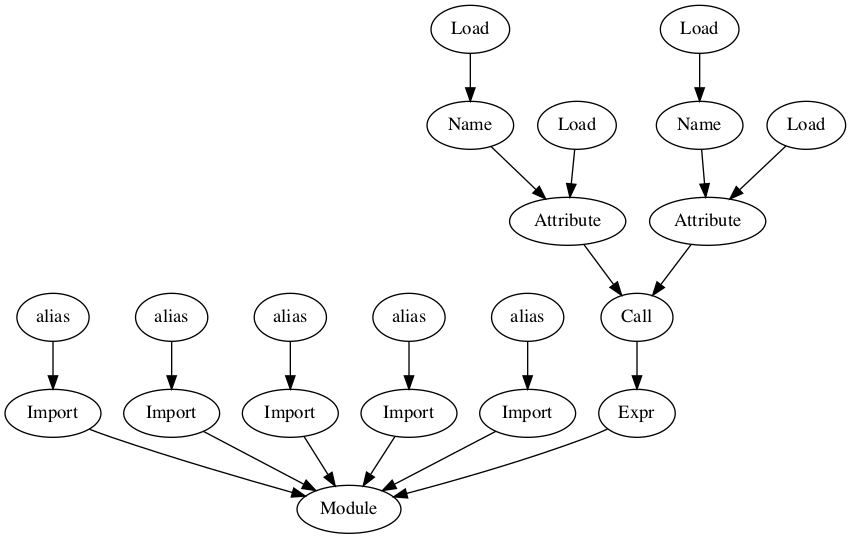 Load Load
Name Load Name Load
Attribute Attribute
alias alias alias alias alias Call
Import Import Import Import Import Expr
Module